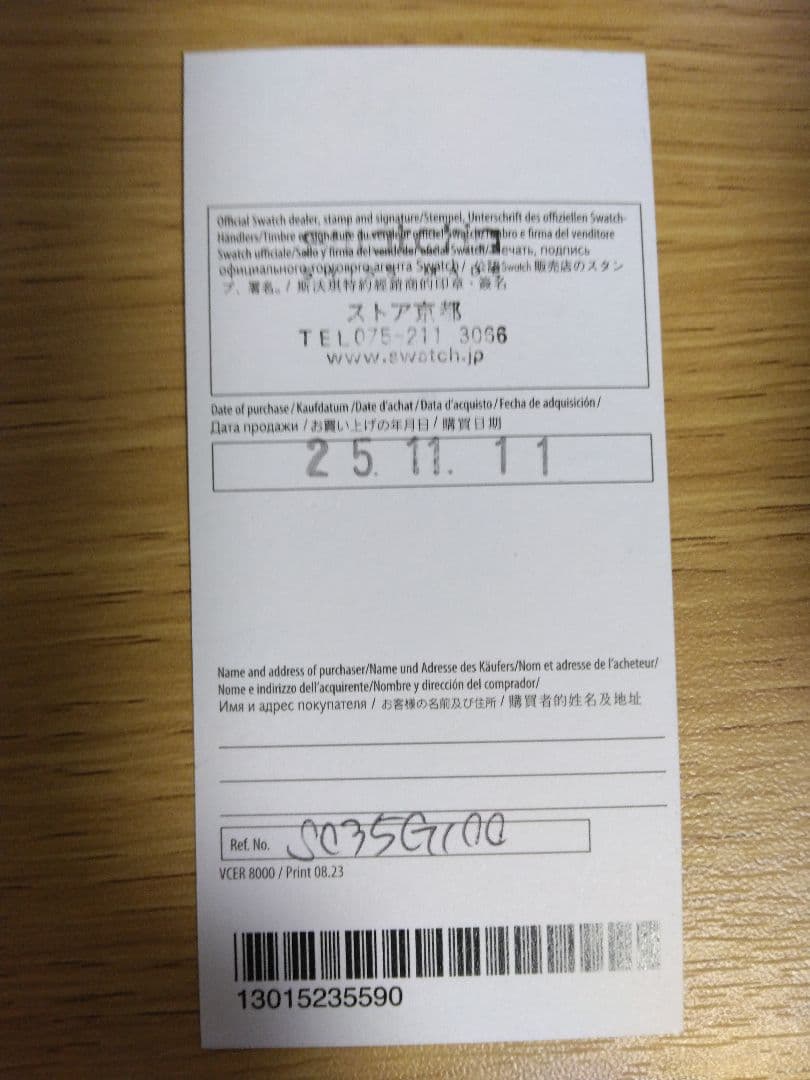 Official Swatch dealer, stamp and signature/Stempel, Unterschrift des offiziellen Swatch-
Händlers/Timbre et signature du vendeur officiel Swatch/Timbro e firma del venditore
Swatch ufficiale/Sello y firma del vendedor oficial Swatch/Печать, подпись
официального торгового агента Swatch/ Swatch 販売店のスタン
プ、署名。/ 斯沃琪特約經銷商的印章・簽名
swatch
ストア京都
TEL075-211 3066
www.swatch.jp
Date of purchase/Kaufdatum/Date d'achat/Data d'acquisto/Fecha de adquisición/
Дата продажи /お買い上げの年月日/ 購買日期
25. 11. 11
Name and address of purchaser/Name und Adresse des Käufers/Nom et adresse de l'acheteur/
Nome e indirizzo dell'acquirente/Nombre y dirección del comprador/
Имя и адрес покупателя / お客様の名前及び住所 / 購買者的姓名及地址
Ref. No. SO35G100
VCER 8000 / Print 08.23
13015235590